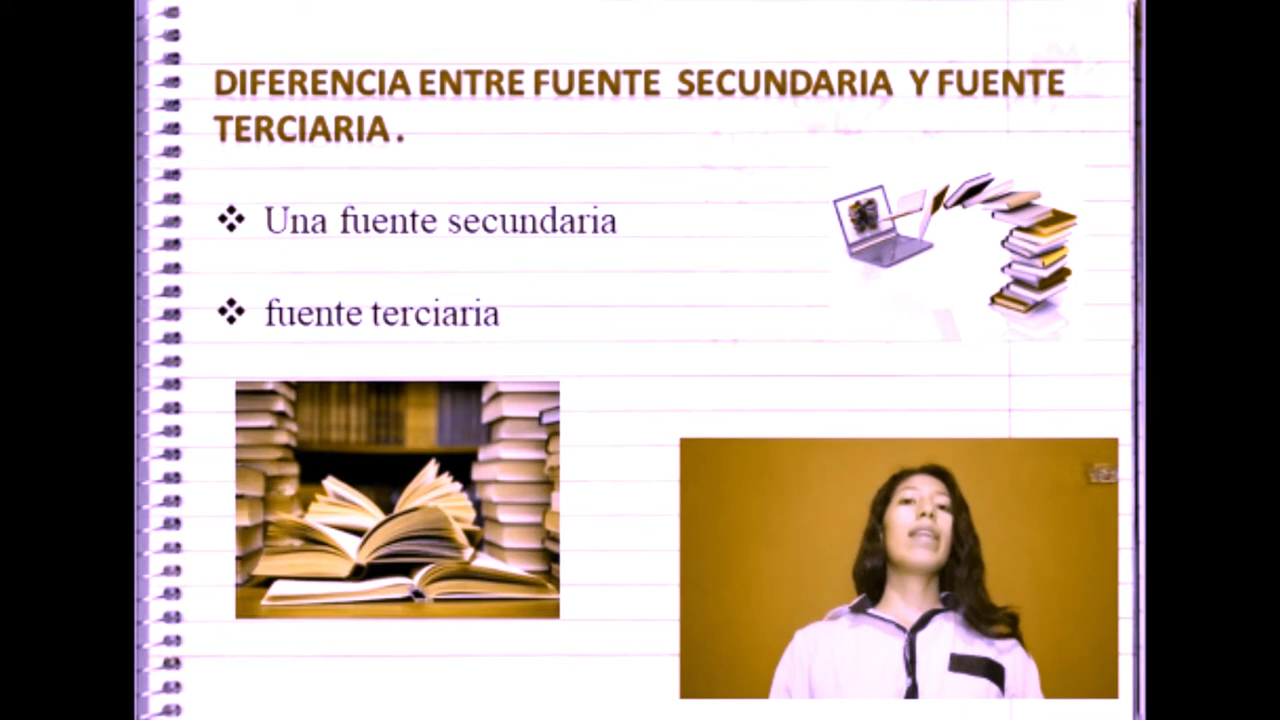 DIFERENCIA ENTRE FUENTE SECUNDARIA Y FUENTE
TERCIARIA .
Una fuente secundaria
fuente terciaria